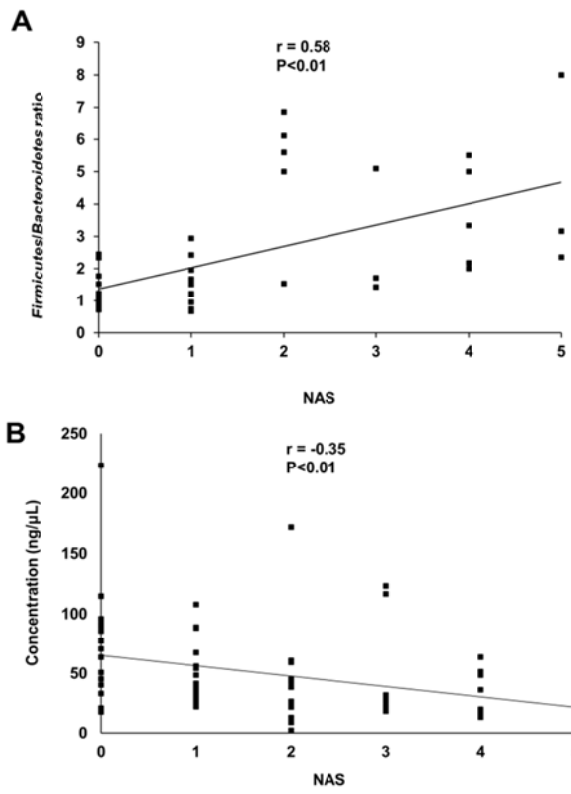 A
r = 0.58
P<0.01
Firmicutes/Bacteroidetes ratio
9
8
7
6
5
4
3
2
1
0
0 1 2 3 4 5
NAS
B
r = -0.35
P<0.01
Concentration (ng/µL)
250
200
150
100
50
0
0 1 2 3 4
NAS